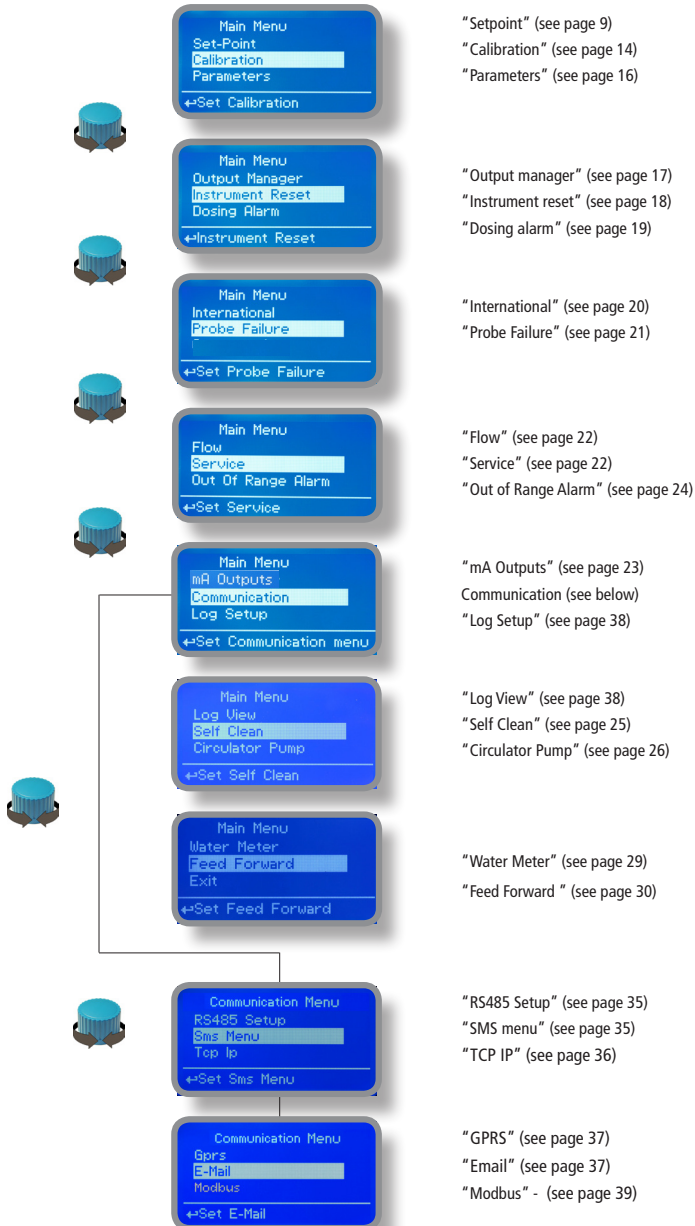 Main Menu
Set-Point
Calibration
Parameters
↩Set Calibration
"Setpoint" (see page 9)
"Calibration" (see page 14)
"Parameters" (see page 16)
Main Menu
Output Manager
Instrument Reset
Dosing Alarm
↩Instrument Reset
"Output manager" (see page 17)
"Instrument reset" (see page 18)
"Dosing alarm" (see page 19)
Main Menu
International
Probe Failure
↩Set Probe Failure
"International" (see page 20)
"Probe Failure" (see page 21)
Main Menu
Flow
Service
Out Of Range Alarm
↩Set Service
"Flow" (see page 22)
"Service" (see page 22)
"Out of Range Alarm" (see page 24)
Main Menu
mA Outputs
Communication
Log Setup
↩Set Communication menu
"mA Outputs" (see page 23)
Communication (see below)
"Log Setup" (see page 38)
Main Menu
Log View
Self Clean
Circulator Pump
↩Set Self Clean
"Log View" (see page 38)
"Self Clean" (see page 25)
"Circulator Pump" (see page 26)
Main Menu
Water Meter
Feed Forward
Exit
↩Set Feed Forward
"Water Meter" (see page 29)
"Feed Forward " (see page 30)
Communication Menu
RS485 Setup
Sms Menu
Tcp Ip
↩Set Sms Menu
"RS485 Setup" (see page 35)
"SMS menu" (see page 35)
"TCP IP" (see page 36)
Communication Menu
Gprs
E-Mail
Modbus
↩Set E-Mail
"GPRS" (see page 37)
"Email" (see page 37)
"Modbus" - (see page 39)